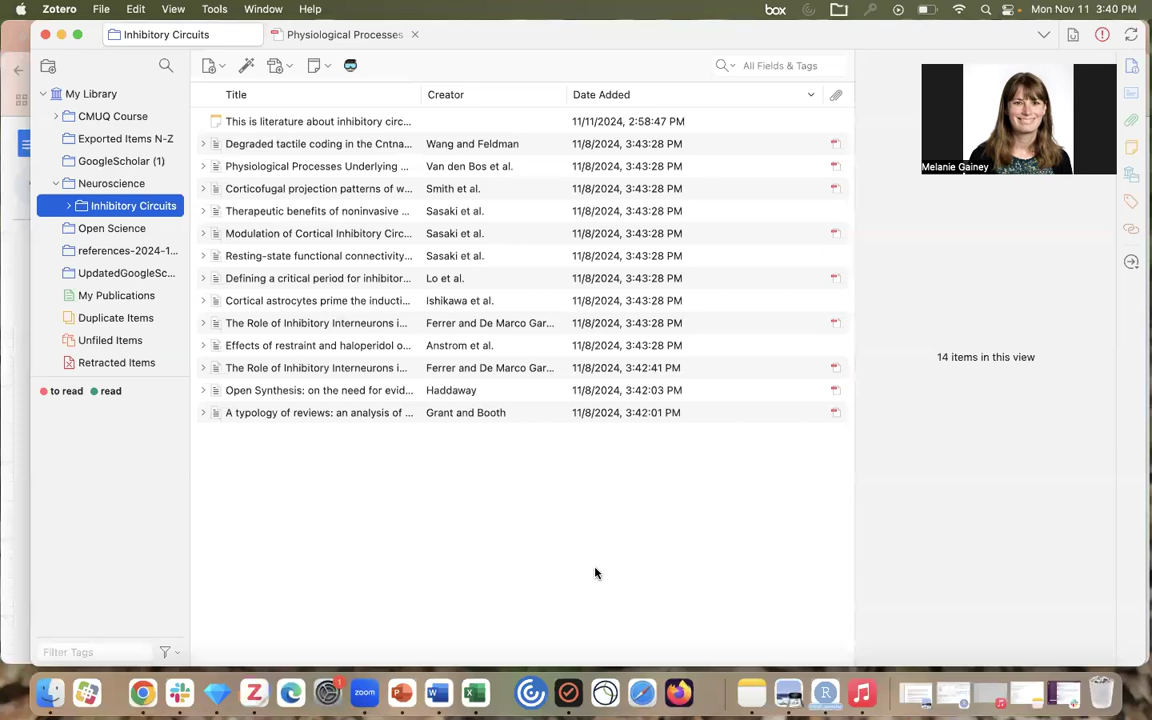 Zotero File Edit View Tools Window Help box Mon Nov 11 3:40 PM
Inhibitory Circuits Physiological Processes
All Fields & Tags
My Library
CMUQ Course
Exported Items N-Z
GoogleScholar (1)
Neuroscience
Inhibitory Circuits
Open Science
references-2024-1...
UpdatedGoogleSc...
My Publications
Duplicate Items
Unfiled Items
Retracted Items
to read read
Filter Tags
Title Creator Date Added
This is literature about inhibitory circ... 11/11/2024, 2:58:47 PM
Degraded tactile coding in the Cntna... Wang and Feldman 11/8/2024, 3:43:28 PM
Physiological Processes Underlying ... Van den Bos et al. 11/8/2024, 3:43:28 PM
Corticofugal projection patterns of w... Smith et al. 11/8/2024, 3:43:28 PM
Therapeutic benefits of noninvasive ... Sasaki et al. 11/8/2024, 3:43:28 PM
Modulation of Cortical Inhibitory Circ... Sasaki et al. 11/8/2024, 3:43:28 PM
Resting-state functional connectivity... Sasaki et al. 11/8/2024, 3:43:28 PM
Defining a critical period for inhibitor... Lo et al. 11/8/2024, 3:43:28 PM
Cortical astrocytes prime the inducti... Ishikawa et al. 11/8/2024, 3:43:28 PM
The Role of Inhibitory Interneurons i... Ferrer and De Marco Gar... 11/8/2024, 3:43:28 PM
Effects of restraint and haloperidol o... Anstrom et al. 11/8/2024, 3:43:28 PM
The Role of Inhibitory Interneurons i... Ferrer and De Marco Gar... 11/8/2024, 3:42:41 PM
Open Synthesis: on the need for evid... Haddaway 11/8/2024, 3:42:03 PM
A typology of reviews: an analysis of ... Grant and Booth 11/8/2024, 3:42:01 PM
Melanie Gainey
14 items in this view
1
zoom